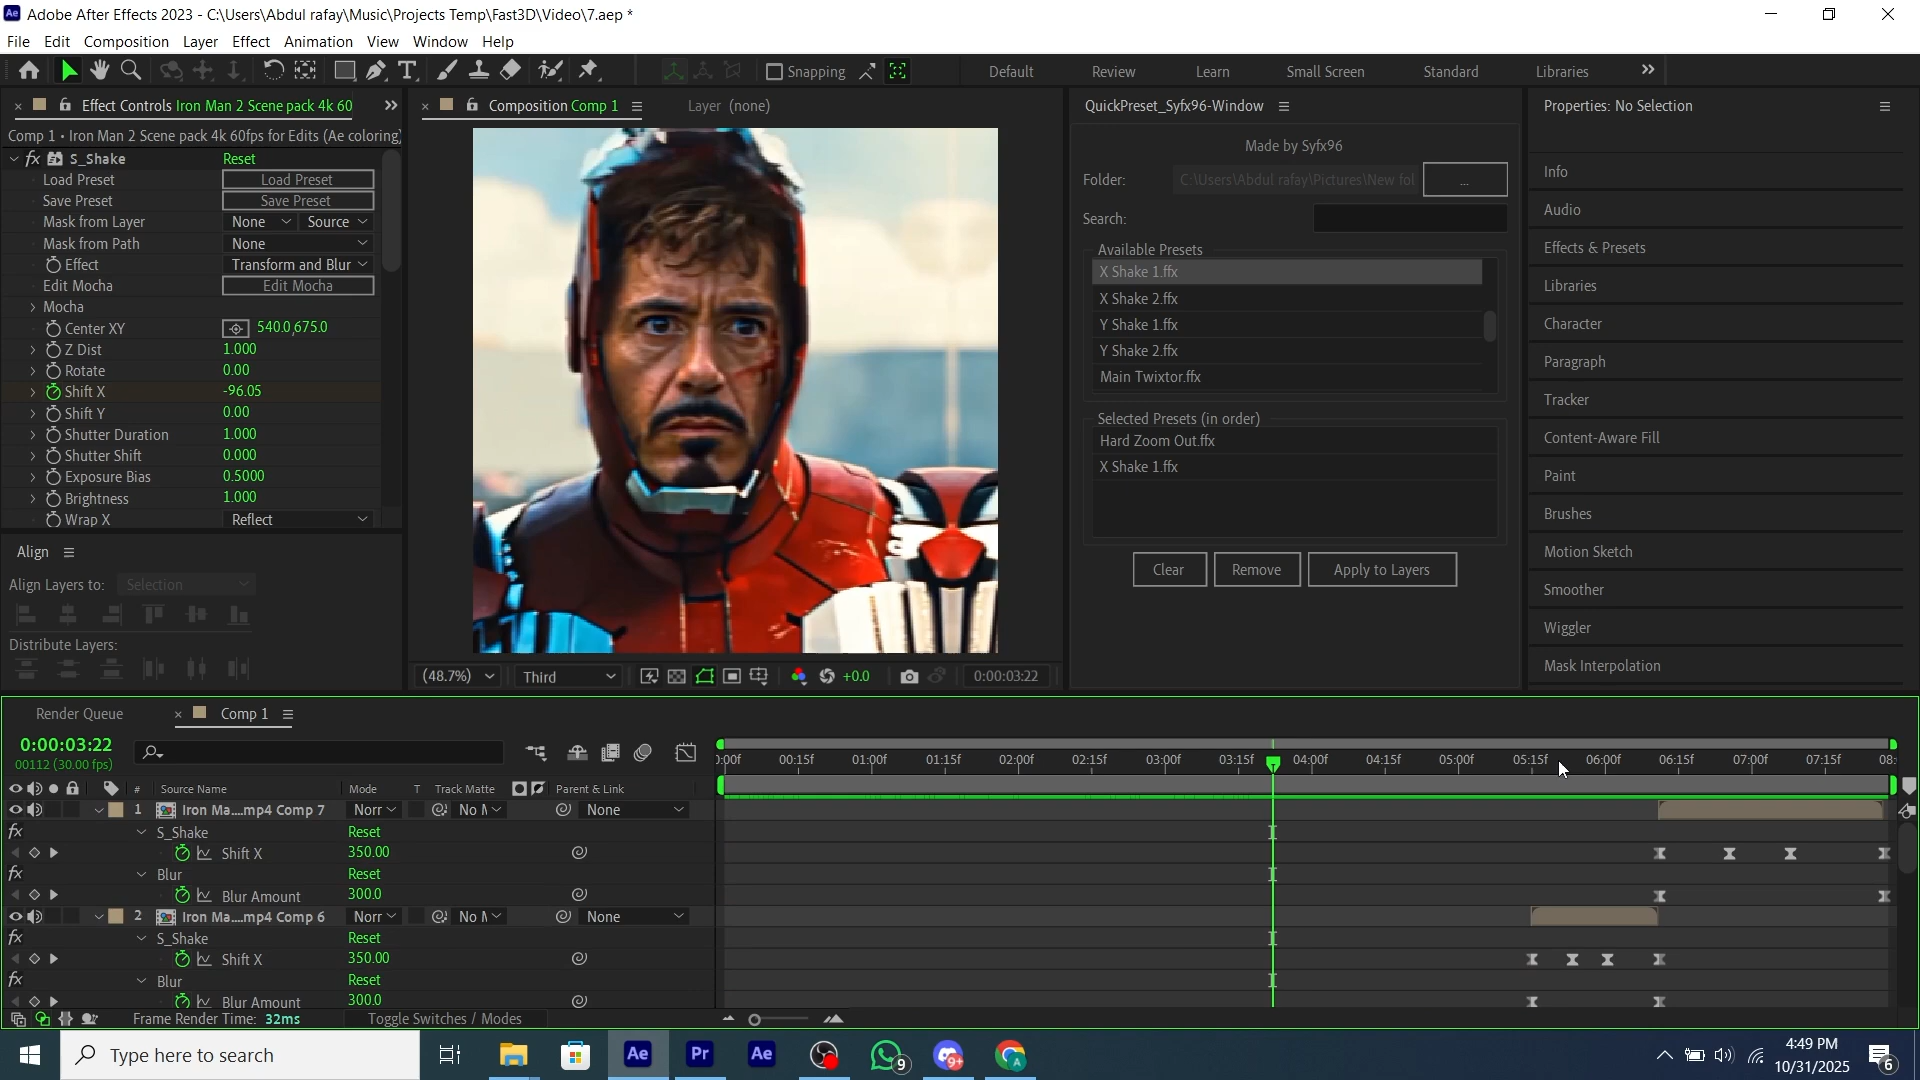 Adobe After Effects 2023 - C:\Users\Abdul rafay\Music\Projects Temp\Fast3D\Video\7.aep *
File Edit Composition Layer Effect Animation View Window Help
Snapping Default Review Learn Small Screen Standard Libraries
Effect Controls Iron Man 2 Scene pack 4k 60
Comp 1 • Iron Man 2 Scene pack 4k 60fps for Edits (Ae coloring)
fx S_Shake Reset
Load Preset Load Preset
Save Preset Save Preset
Mask from Layer None Source
Mask from Path None
Effect Transform and Blur
Edit Mocha Edit Mocha
Mocha
Center XY 540.0,675.0
Z Dist 1.000
Rotate 0.00
Shift X -96.05
Shift Y 0.00
Shutter Duration 1.000
Shutter Shift 0.000
Exposure Bias 0.5000
Brightness 1.000
Wrap X Reflect
Align
Align Layers to: Selection
Distribute Layers:
Composition Comp 1 Layer (none)
(48.7%) Third +0.0 0:00:03:22
QuickPreset_Syfx96-Window
Made by Syfx96
Folder: C:\Users\Abdul rafay\Pictures\New fol ...
Search:
Available Presets
X Shake 1.ffx
X Shake 2.ffx
Y Shake 1.ffx
Y Shake 2.ffx
Main Twixtor.ffx
Selected Presets (in order)
Hard Zoom Out.ffx
X Shake 1.ffx
Clear Remove Apply to Layers
Properties: No Selection
Info
Audio
Effects & Presets
Libraries
Character
Paragraph
Tracker
Content-Aware Fill
Paint
Brushes
Motion Sketch
Smoother
Wiggler
Mask Interpolation
Render Queue Comp 1
0:00:03:22
00112 (30.00 fps)
:00f 00:15f 01:00f 01:15f 02:00f 02:15f 03:00f 03:15f 04:00f 04:15f 05:00f 05:15f 06:00f 06:15f 07:00f 07:15f 08:
# Source Name Mode T Track Matte Parent & Link
1 Iron Ma....mp4 Comp 7 Norr No M None
fx S_Shake Reset
Shift X 350.00
fx Blur Reset
Blur Amount 300.0
2 Iron Ma....mp4 Comp 6 Norr No M None
fx S_Shake Reset
Shift X 350.00
fx Blur Reset
Blur Amount 300.0
Frame Render Time: 32ms Toggle Switches / Modes
Type here to search
Ae Pr Ae 9 9+ A
4:49 PM
10/31/2025
6